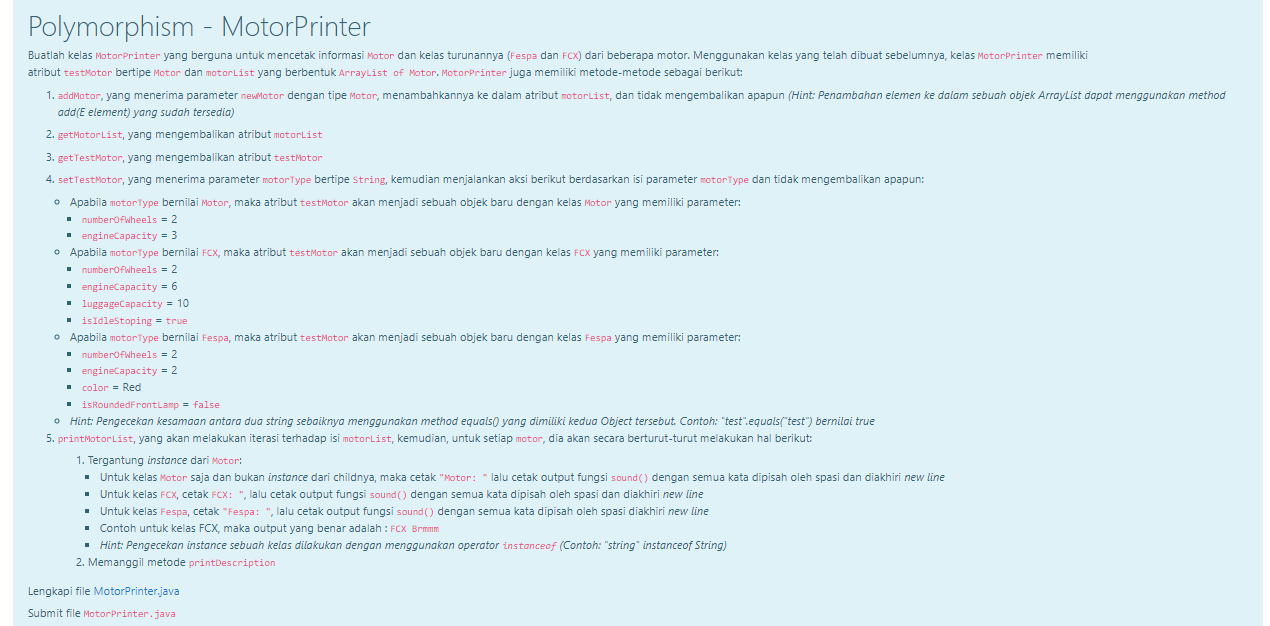 Polymorphism - MotorPrinter
Buatlah kelas MotorPrinter yang berguna untuk mencetak informasi Motor dan kelas turunannya (Fespa dan FCX) dari beberapa motor. Menggunakan kelas yang telah dibuat sebelumnya, kelas MotorPrinter memiliki
atribut testMotor bertipe Motor dan motorList yang berbentuk ArrayList of Motor. MotorPrinter juga memiliki metode-metode sebagai berikut:
1. addMotor, yang menerima parameter newMotor dengan tipe Motor, menambahkannya ke dalam atribut motorList, dan tidak mengembalikan apapun (Hint: Penambahan elemen ke dalam sebuah objek ArrayList dapat menggunakan method
add(E element) yang sudah tersedia)
2. getMotorList, yang mengembalikan atribut motorList
3. getTestMotor, yang mengembalikan atribut testMotor
4. setTestMotor, yang menerima parameter motorType bertipe String, kemudian menjalankan aksi berikut berdasarkan isi parameter motorType dan tidak mengembalikan apapun:
○ Apabila motorType bernilai Motor, maka atribut testMotor akan menjadi sebuah objek baru dengan kelas Motor yang memiliki parameter:
▪ numberOfWheels = 2
▪ engineCapacity = 3
○ Apabila motorType bernilai FCX, maka atribut testMotor akan menjadi sebuah objek baru dengan kelas FCX yang memiliki parameter:
▪ numberOfWheels = 2
▪ engineCapacity = 6
▪ luggageCapacity = 10
▪ isIdleStoping = true
○ Apabila motorType bernilai Fespa, maka atribut testMotor akan menjadi sebuah objek baru dengan kelas Fespa yang memiliki parameter:
▪ numberOfWheels = 2
▪ engineCapacity = 2
▪ color = Red
▪ isRoundedFrontLamp = false
○ Hint: Pengecekan kesamaan antara dua string sebaiknya menggunakan method equals() yang dimiliki kedua Object tersebut. Contoh: "test".equals("test") bernilai true
5. printMotorList, yang akan melakukan iterasi terhadap isi motorList, kemudian, untuk setiap motor, dia akan secara berturut-turut melakukan hal berikut:
1. Tergantung instance dari Motor:
▪ Untuk kelas Motor saja dan bukan instance dari childnya, maka cetak "Motor: " lalu cetak output fungsi sound() dengan semua kata dipisah oleh spasi dan diakhiri new line
▪ Untuk kelas FCX, cetak FCX: ", lalu cetak output fungsi sound() dengan semua kata dipisah oleh spasi dan diakhiri new line
▪ Untuk kelas Fespa, cetak "Fespa: ", lalu cetak output fungsi sound() dengan semua kata dipisah oleh spasi diakhiri new line
▪ Contoh untuk kelas FCX, maka output yang benar adalah : FCX Brmmm
▪ Hint: Pengecekan instance sebuah kelas dilakukan dengan menggunakan operator instanceof (Contoh: "string" instanceof String)
2. Memanggil metode printDescription
Lengkapi file MotorPrinter.java
Submit file MotorPrinter.java